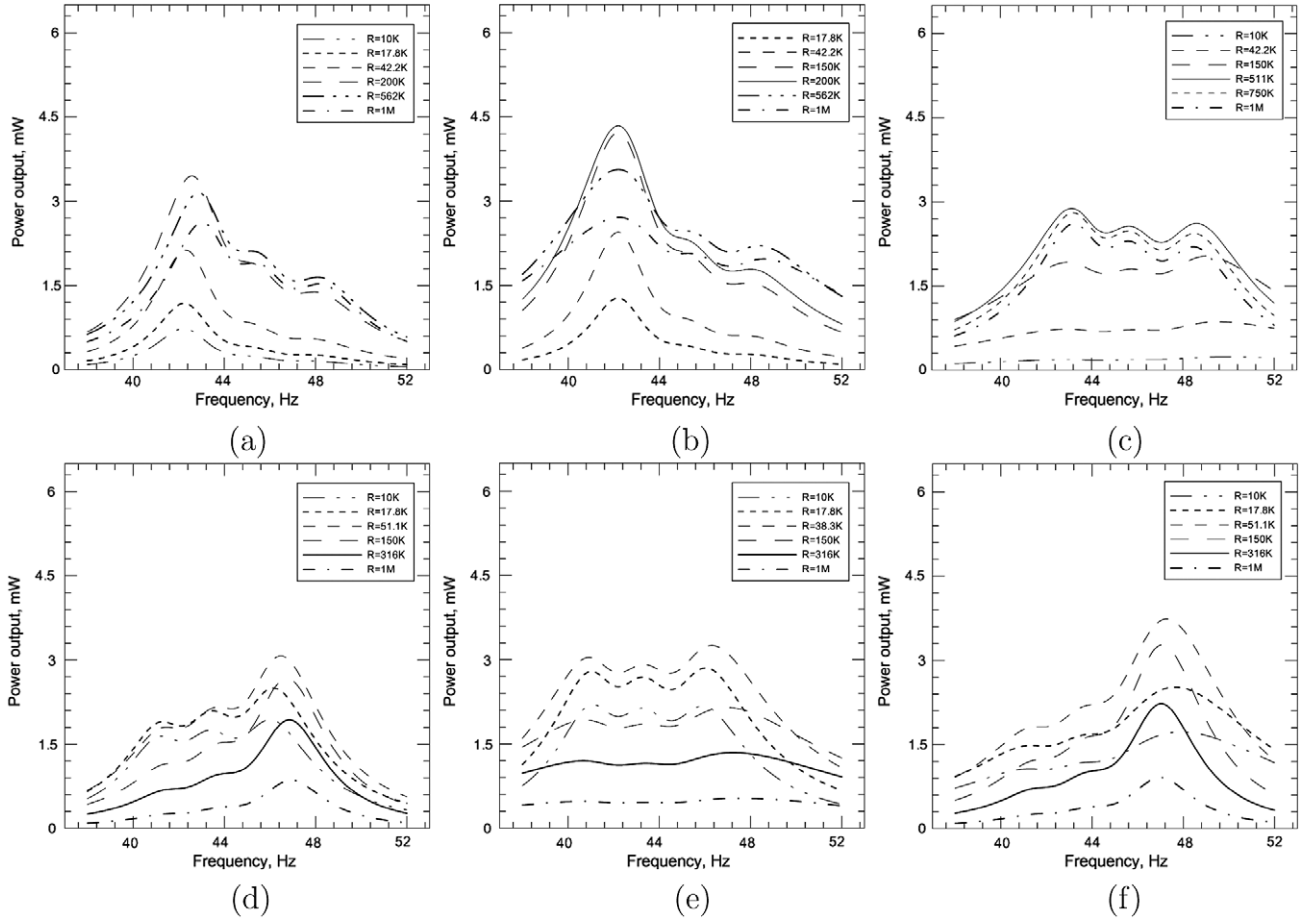 6
4.5
3
1.5
0
Power output, mW
R=10K
R=17.8K
R=42.2K
R=200K
R=562K
R=1M
40
44
48
52
Frequency, Hz
(a)
6
4.5
3
1.5
0
Power output, mW
R=17.8K
R=42.2K
R=150K
R=200K
R=562K
R=1M
40
44
48
52
Frequency, Hz
(b)
6
4.5
3
1.5
0
Power output, mW
R=10K
R=42.2K
R=150K
R=511K
R=750K
R=1M
40
44
48
52
Frequency, Hz
(c)
6
4.5
3
1.5
0
Power output, mW
R=10K
R=17.8K
R=51.1K
R=150K
R=316K
R=1M
40
44
48
52
Frequency, Hz
(d)
6
4.5
3
1.5
0
Power output, mW
R=10K
R=17.8K
R=38.3K
R=150K
R=316K
R=1M
40
44
48
52
Frequency, Hz
(e)
6
4.5
3
1.5
0
Power output, mW
R=10K
R=17.8K
R=51.1K
R=150K
R=316K
R=1M
40
44
48
52
Frequency, Hz
(f)